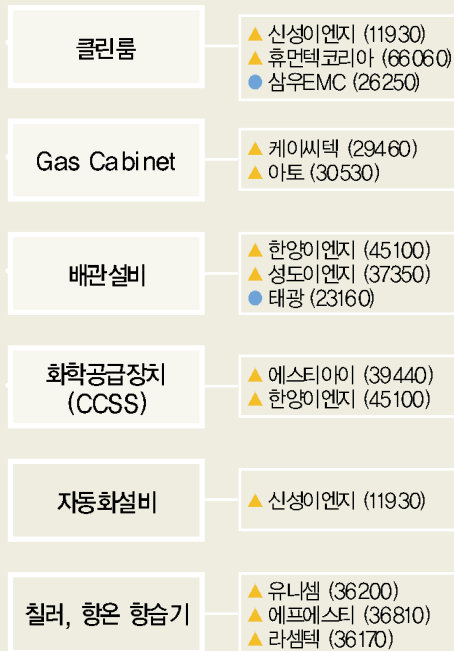 클린룸
▲ 신성이엔지 (11930)
▲ 휴먼텍코리아 (66060)
● 삼우EMC (26250)
Gas Cabinet
▲ 케이씨텍 (29460)
▲ 아토 (30530)
배관설비
▲ 한양이엔지 (45100)
▲ 성도이엔지 (37350)
● 태광 (23160)
화학공급장치
(CCSS)
▲ 에스티아이 (39440)
▲ 한양이엔지 (45100)
자동화설비
▲ 신성이엔지 (11930)
칠러, 항온 항습기
▲ 유니셈 (36200)
▲ 에프에스티 (36810)
▲ 라셈텍 (36170)